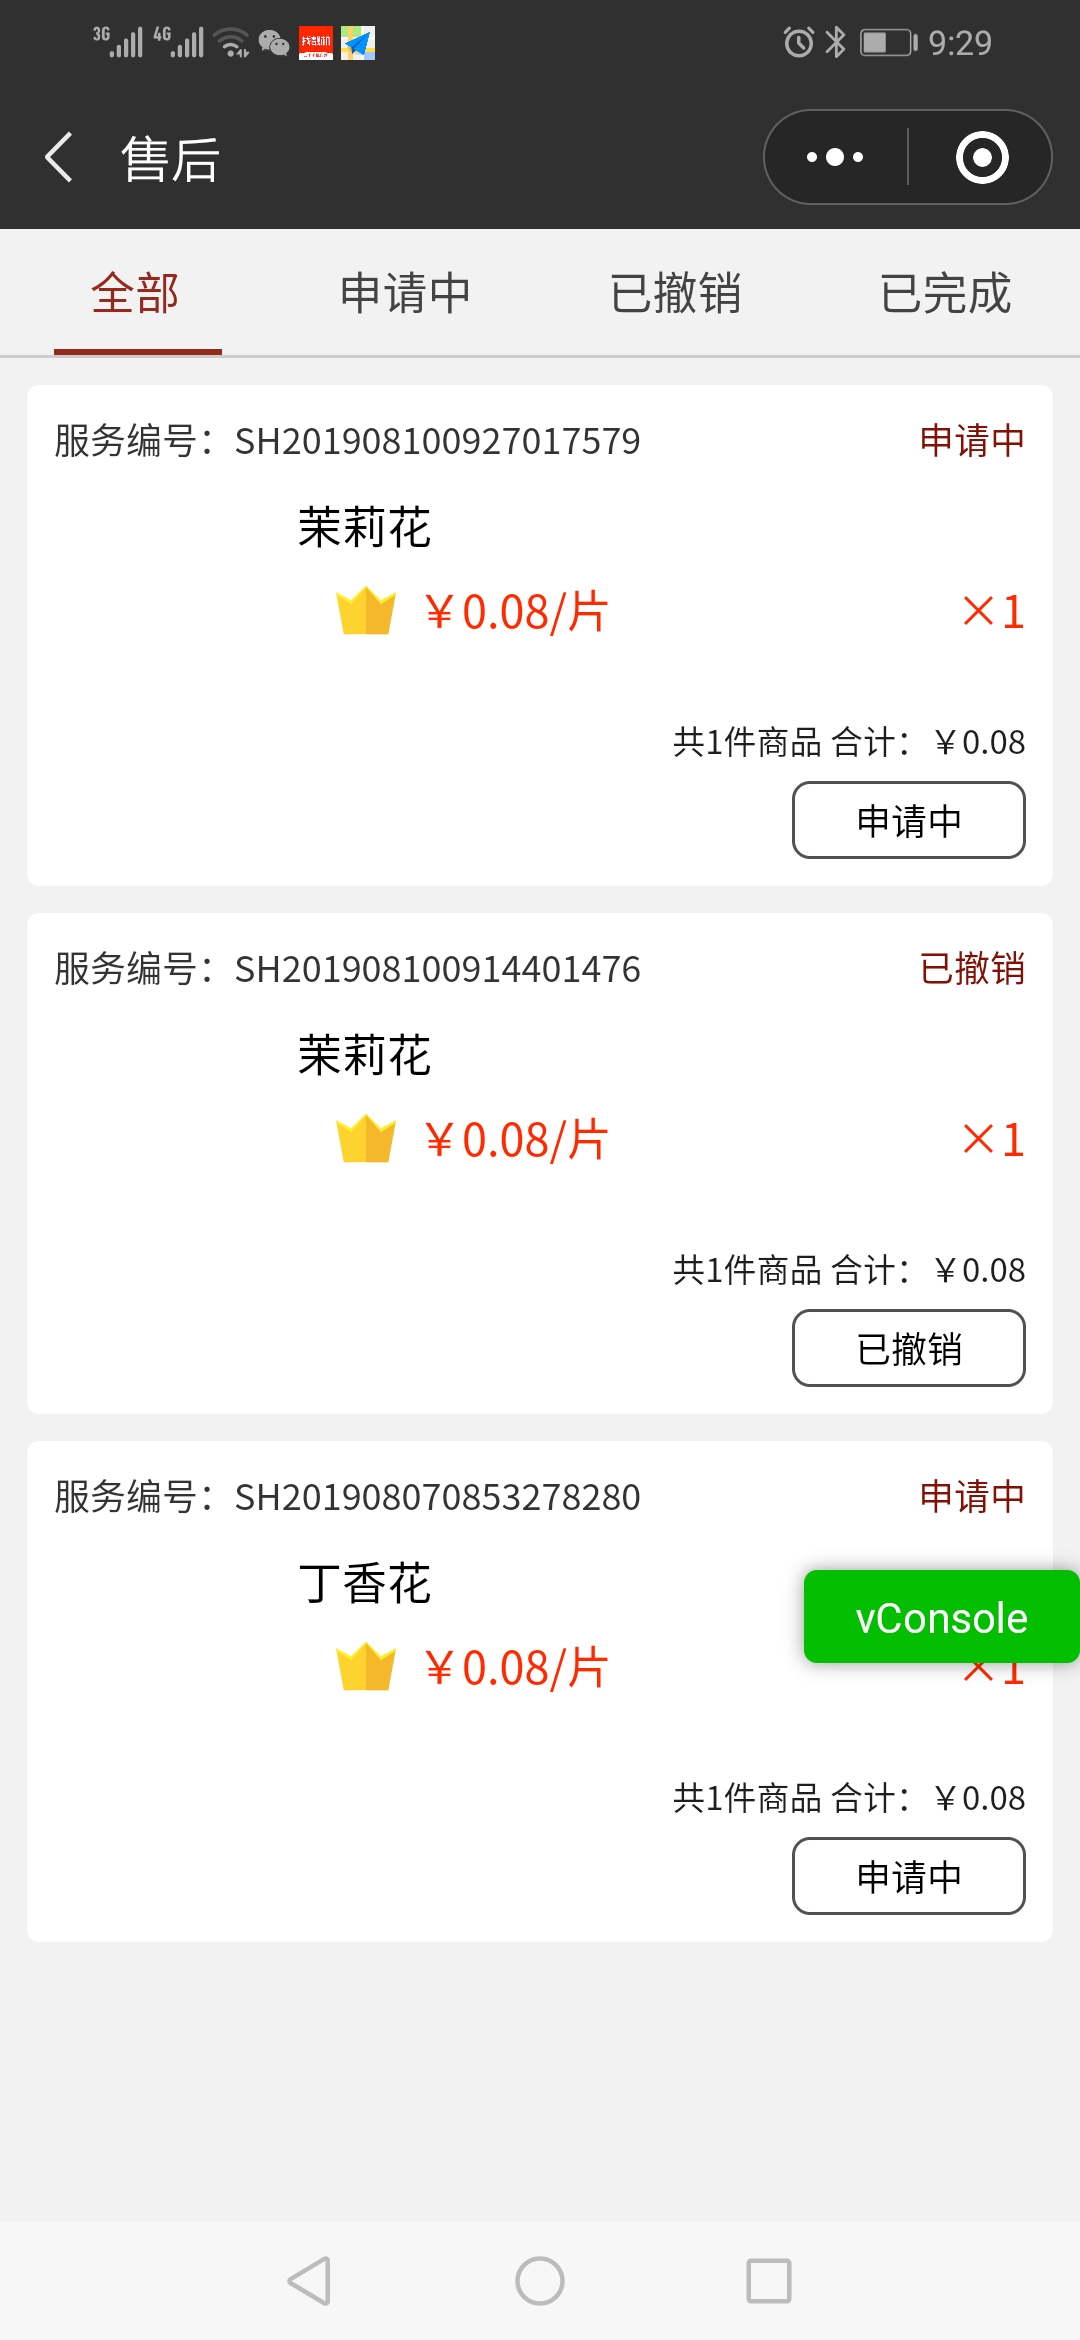 3G 4G 9:29
售后
全部 申请中 已撤销 已完成
服务编号：SH201908100927017579 申请中
茉莉花
￥0.08/片 ×1
共1件商品 合计：￥0.08
申请中
服务编号：SH201908100914401476 已撤销
茉莉花
￥0.08/片 ×1
共1件商品 合计：￥0.08
已撤销
服务编号：SH201908070853278280 申请中
丁香花
vConsole
￥0.08/片 ×1
共1件商品 合计：￥0.08
申请中